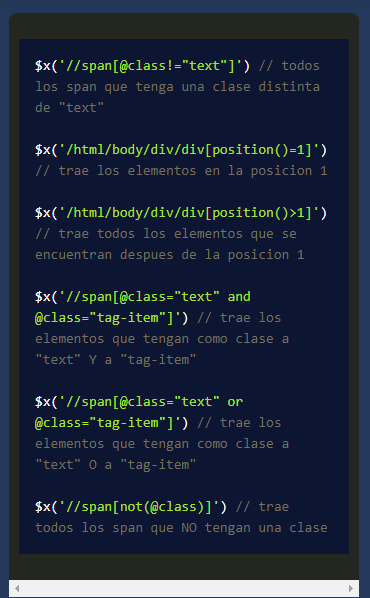 $x('//span[@class!="text"]') // todos
los span que tenga una clase distinta
de "text"
$x('/html/body/div/div[position()=1]')
// trae los elementos en la posicion 1
$x('/html/body/div/div[position()>1]')
// trae todos los elementos que se
encuentran despues de la posicion 1
$x('//span[@class="text" and
@class="tag-item"]') // trae los
elementos que tengan como clase a
"text" Y a "tag-item"
$x('//span[@class="text" or
@class="tag-item"]') // trae los
elementos que tengan como clase a
"text" O a "tag-item"
$x('//span[not(@class)]') // trae
todos los span que NO tengan una clase